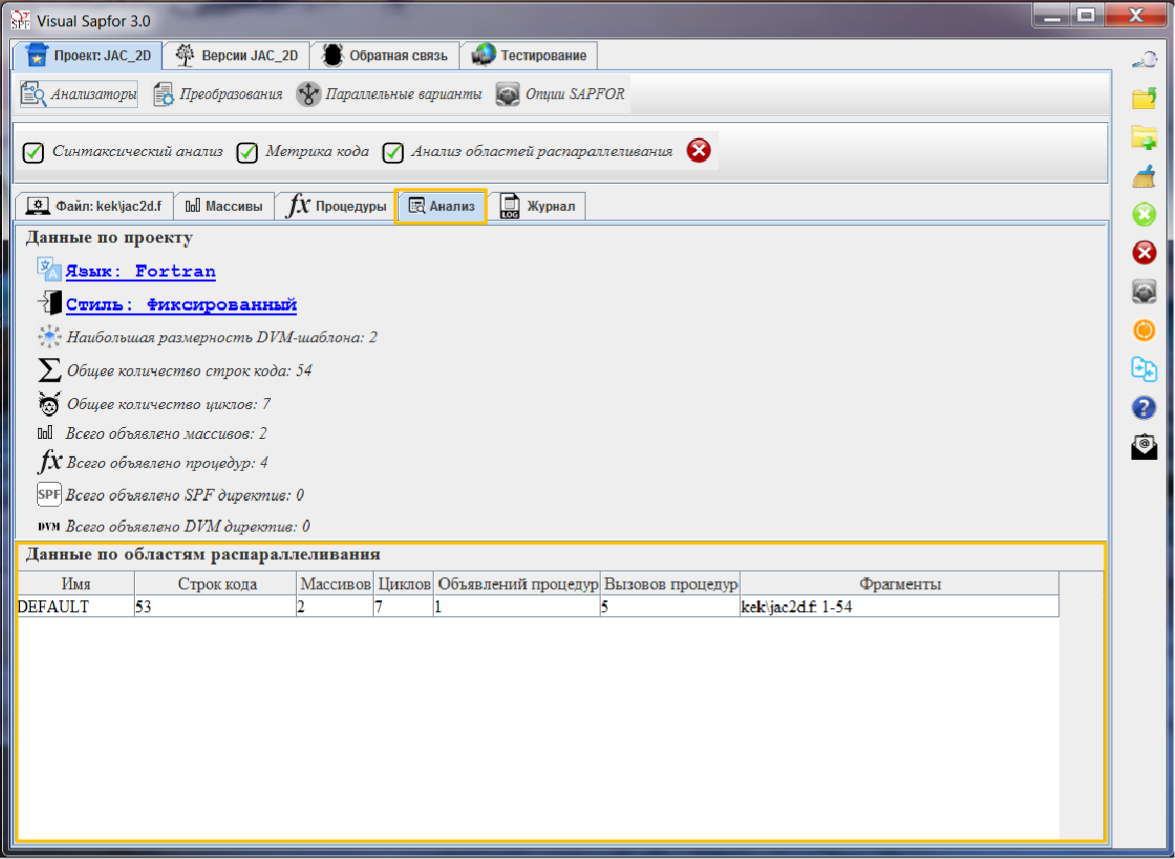 SPF Visual Sapfor 3.0
Проект: JAC_2D Версии JAC_2D Обратная связь Тестирование
Анализаторы Преобразования Параллельные варианты Опции SAPFOR
Синтаксический анализ Метрика кода Анализ областей распараллеливания
Файл: kek\jac2d.f Массивы fx Процедуры Анализ LOG Журнал
Данные по проекту
Язык: Fortran
Стиль: Фиксированный
Наибольшая размерность DVM-шаблона: 2
Общее количество строк кода: 54
Общее количество циклов: 7
Всего объявлено массивов: 2
fx Всего объявлено процедур: 4
SPF Всего объявлено SPF директив: 0
DVM Всего объявлено DVM директив: 0
Данные по областям распараллеливания
Имя Строк кода Массивов Циклов Объявлений процедур Вызовов процедур Фрагменты
DEFAULT 53 2 7 1 5 kek\jac2d.f: 1-54